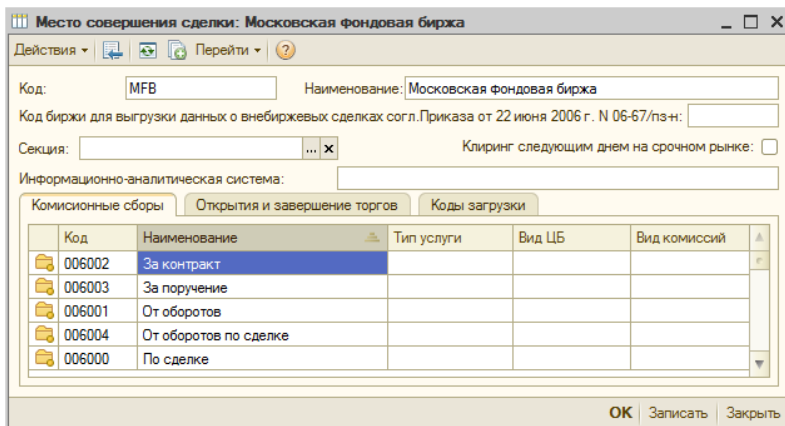 Место совершения сделки: Московская фондовая биржа
Действия Перейти ?
Код: MFB Наименование: Московская фондовая биржа
Код биржи для выгрузки данных о внебиржевых сделках согл.Приказа от 22 июня 2006 г. N 06-67/пз-н:
Секция: ... x Клиринг следующим днем на срочном рынке:
Информационно-аналитическая система:
Комисионные сборы Открытия и завершение торгов Коды загрузки
Код Наименование Тип услуги Вид ЦБ Вид комиссий
006002 За контракт
006003 За поручение
006001 От оборотов
006004 От оборотов по сделке
006000 По сделке
OK Записать Закрыть